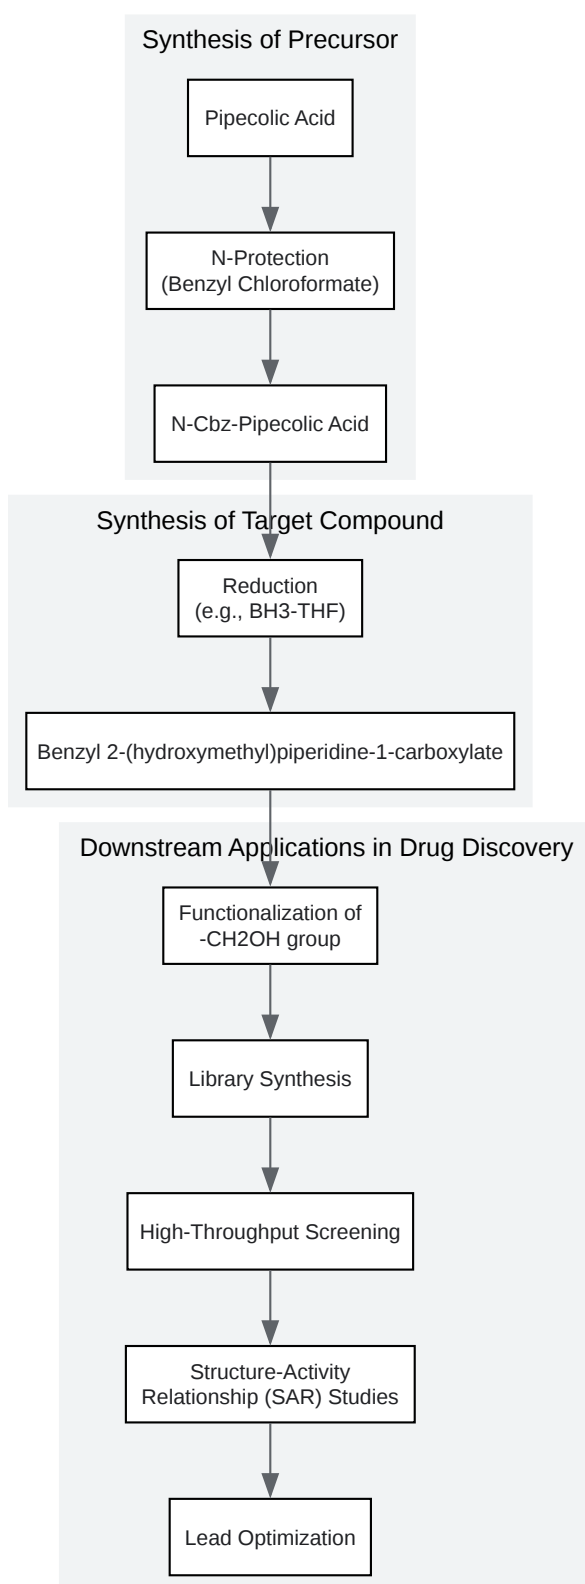 Synthesis of Precursor
Pipecolic Acid
N-Protection
(Benzyl Chloroformate)
N-Cbz-Pipecolic Acid
Synthesis of Target Compound
Reduction
(e.g., BH3-THF)
Benzyl 2-(hydroxymethyl)piperidine-1-carboxylate
Downstream Applications in Drug Discovery
Functionalization of
-CH2OH group
Library Synthesis
High-Throughput Screening
Structure-Activity
Relationship (SAR) Studies
Lead Optimization